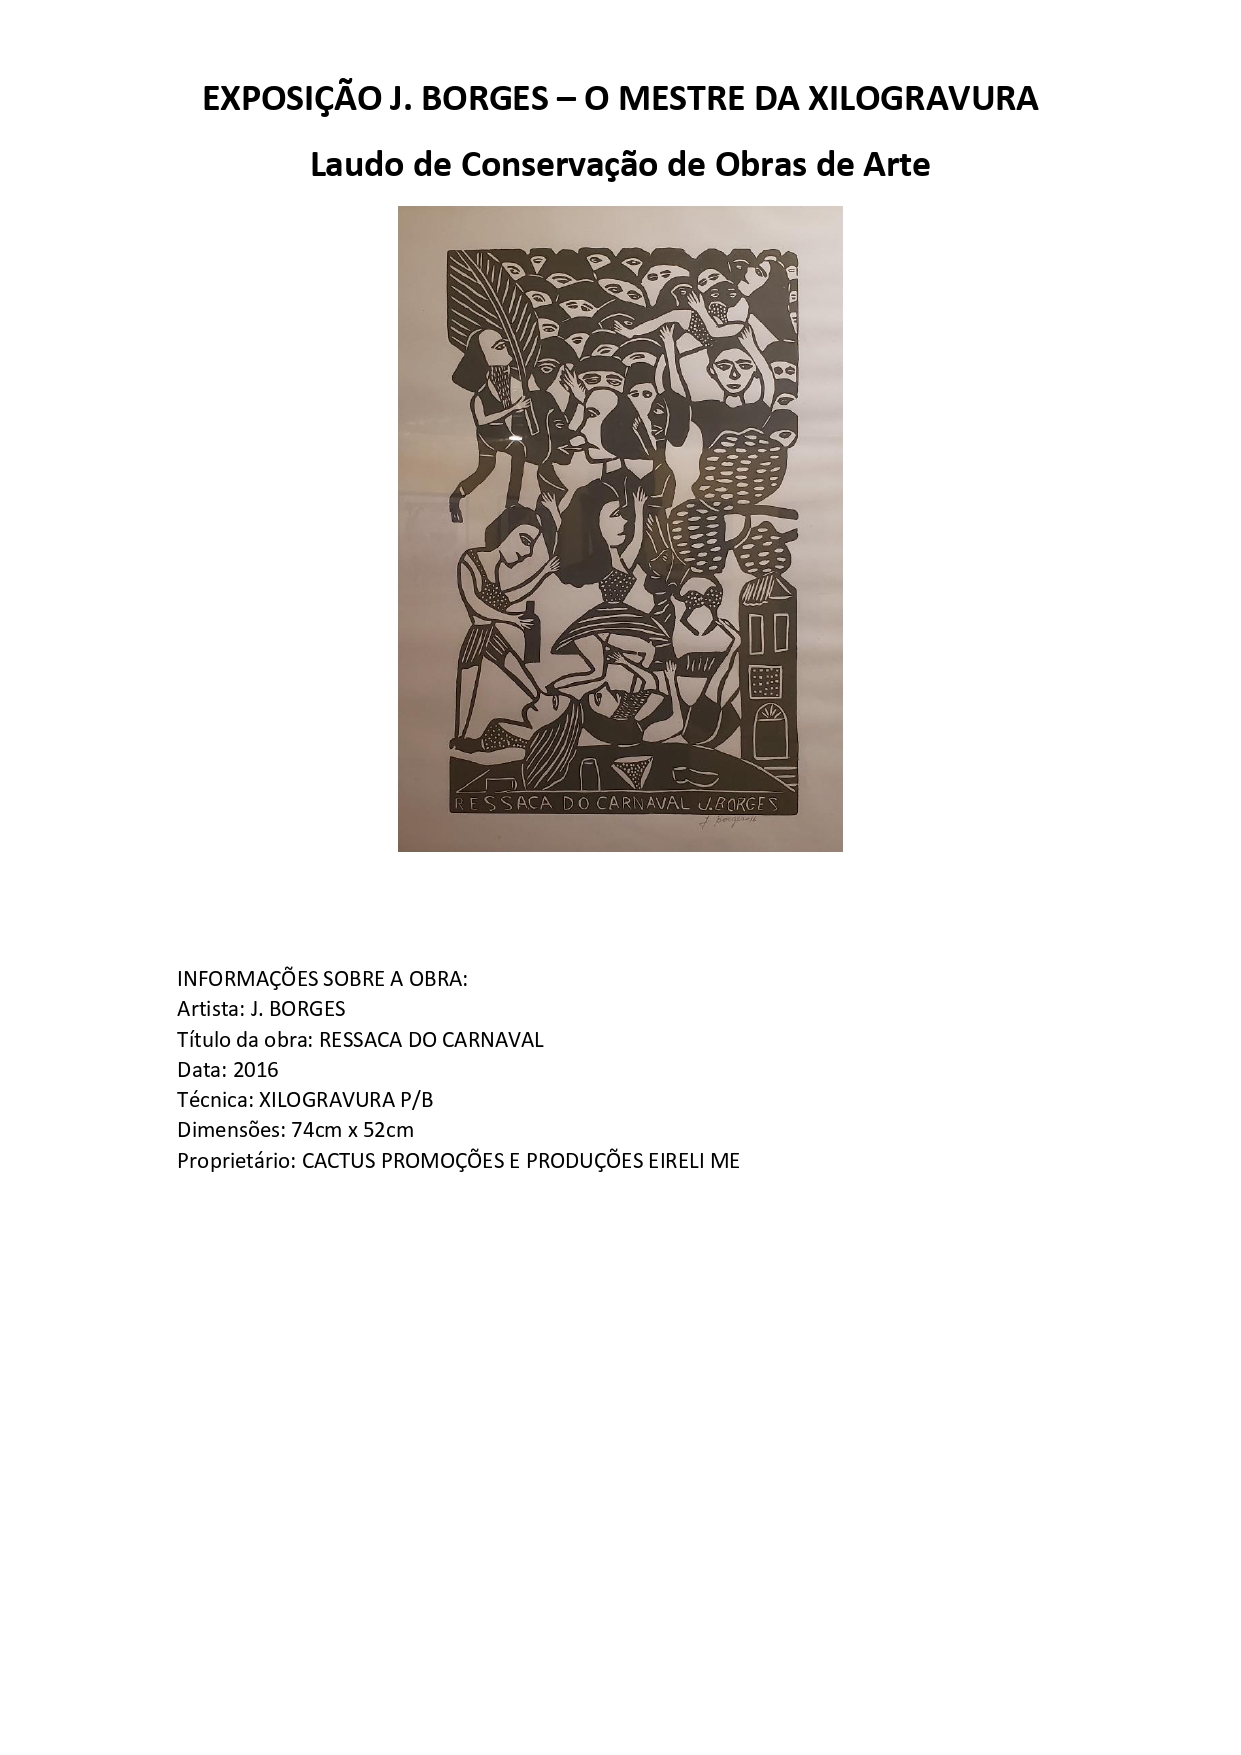 EXPOSIÇÃO J. BORGES – O MESTRE DA XILOGRAVURA
Laudo de Conservação de Obras de Arte
RESSACA DO CARNAVAL J.BORGES
J. Borges
INFORMAÇÕES SOBRE A OBRA:
Artista: J. BORGES
Título da obra: RESSACA DO CARNAVAL
Data: 2016
Técnica: XILOGRAVURA P/B
Dimensões: 74cm x 52cm
Proprietário: CACTUS PROMOÇÕES E PRODUÇÕES EIRELI ME